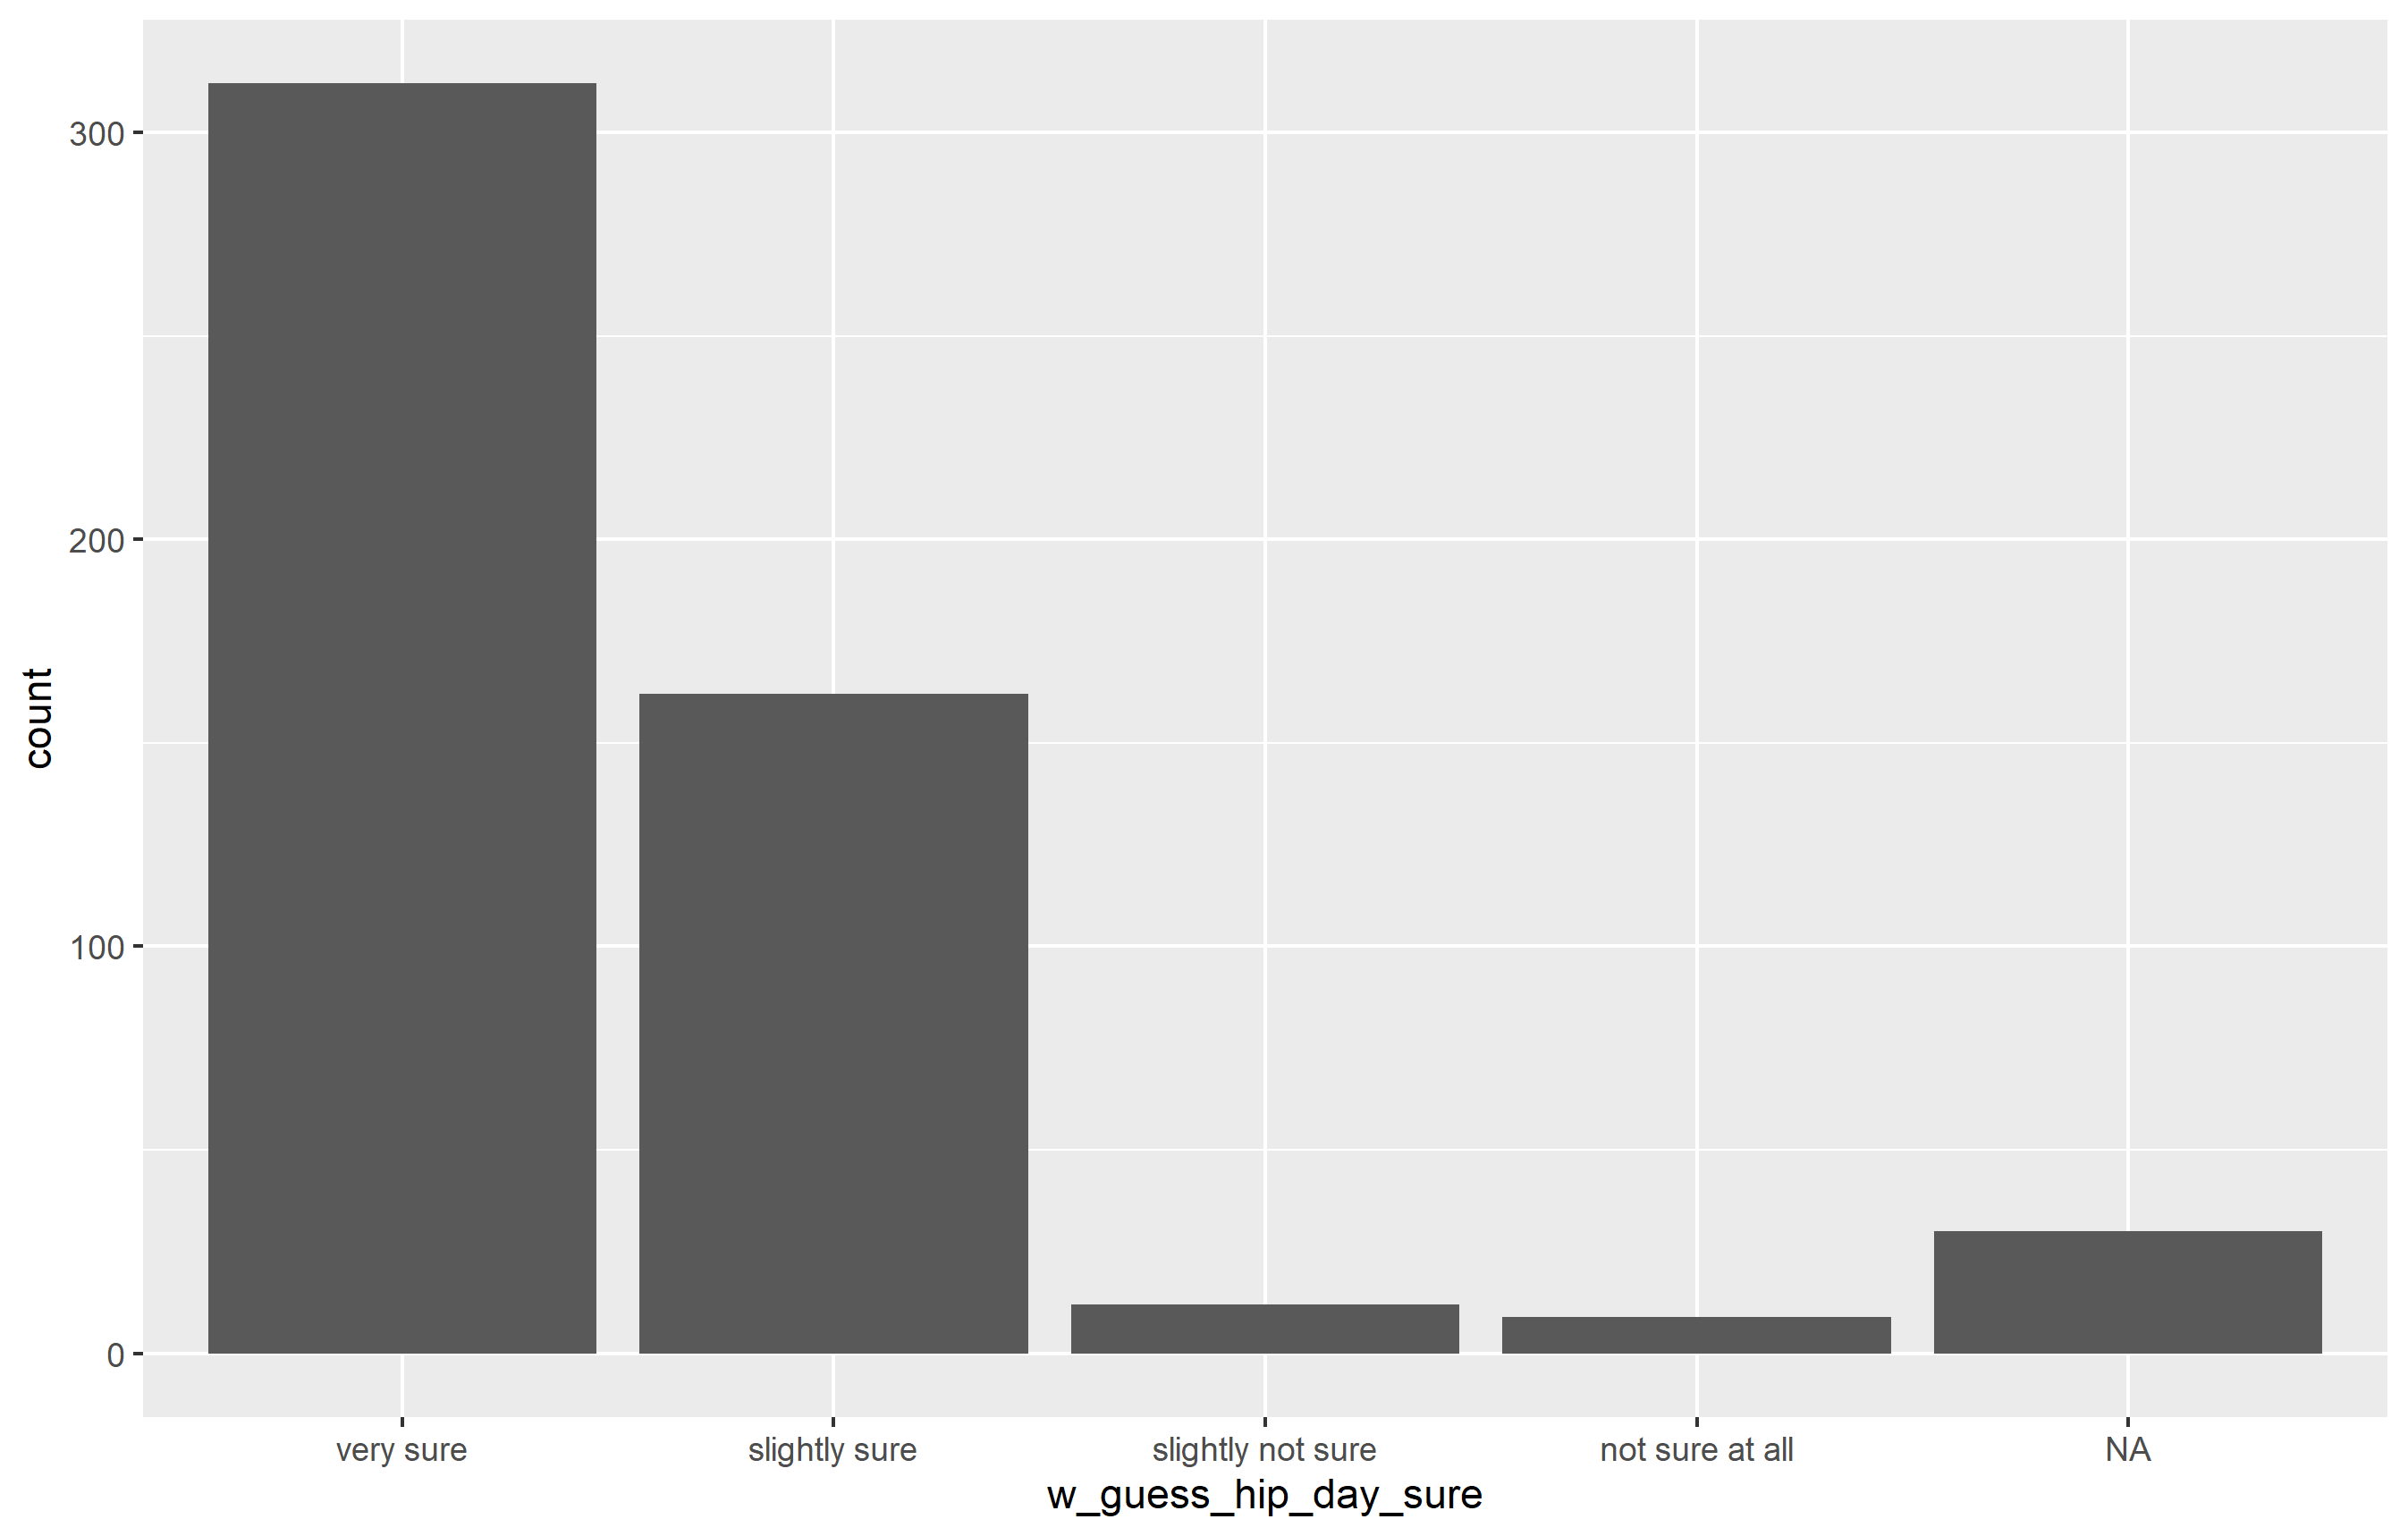 300
200
100
0
count
very sure
slightly sure
slightly not sure
not sure at all
NA
w_guess_hip_day_sure